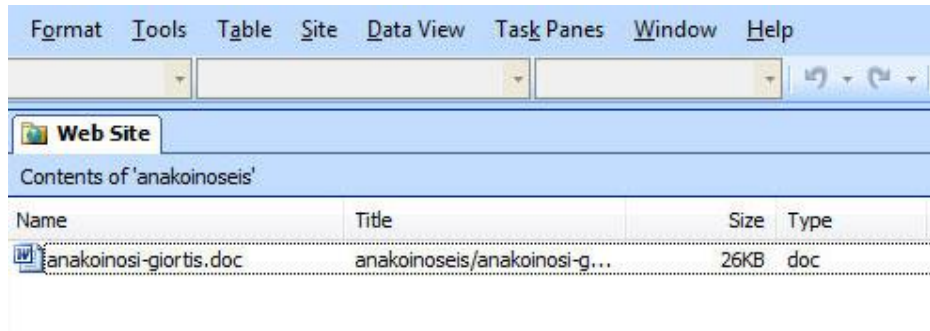 Format Tools Table Site Data View Task Panes Window Help
Web Site
Contents of 'anakoinoseis'
Name Title Size Type
anakoinosi-giortis.doc anakoinoseis/anakoinosi-g... 26KB doc